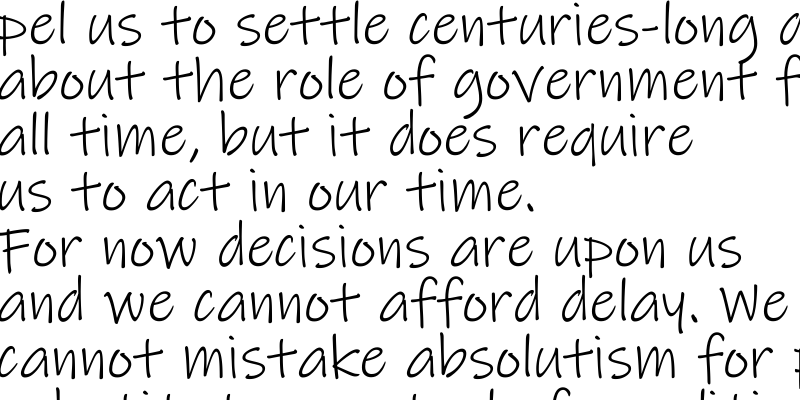 pel us to settle centuries-long
about the role of government
all time, but it does require
us to act in our time.
For now decisions are upon us
and we cannot afford delay. We
cannot mistake absolutism for